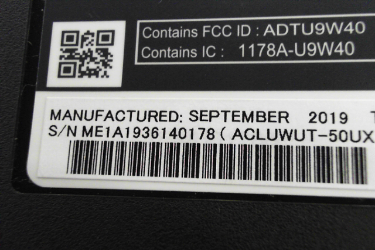 Contains FCC ID : ADTU9W40
Contains IC : 1178A-U9W40
MANUFACTURED: SEPTEMBER 2019 T
S/N ME1A1936140178 ( ACLUWUT-50UX